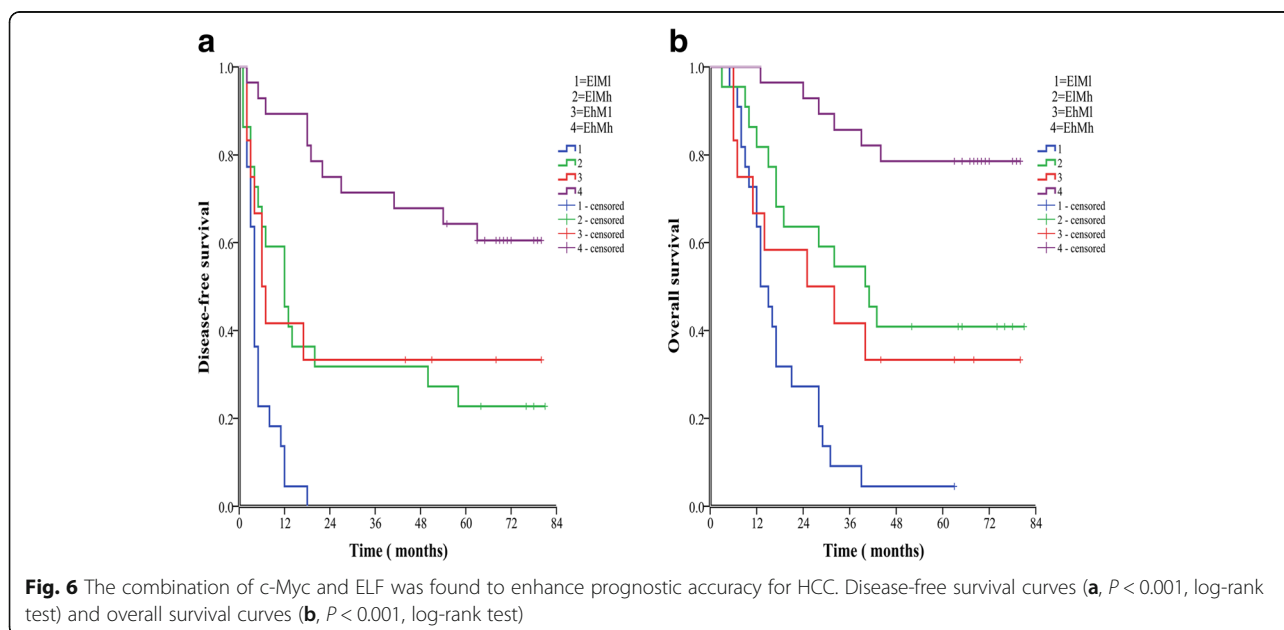 a
1=ElMl
2=ElMh
3=EhM1
4=EhMh
1
2
3
4
1 - censored
2 - censored
3 - censored
4 - censored
1.0
0.8
0.6
0.4
0.2
0.0
Disease-free survival
0 12 24 36 48 60 72 84
Time ( months)
b
1=ElMl
2=ElMh
3=EhMl
4=EhMh
1
2
3
4
1 - censored
2 - censored
3 - censored
4 - censored
1.0
0.8
0.6
0.4
0.2
0.0
Overall survival
0 12 24 36 48 60 72 84
Time ( months)
Fig. 6 The combination of c-Myc and ELF was found to enhance prognostic accuracy for HCC. Disease-free survival curves (a, P < 0.001, log-rank
test) and overall survival curves (b, P < 0.001, log-rank test)